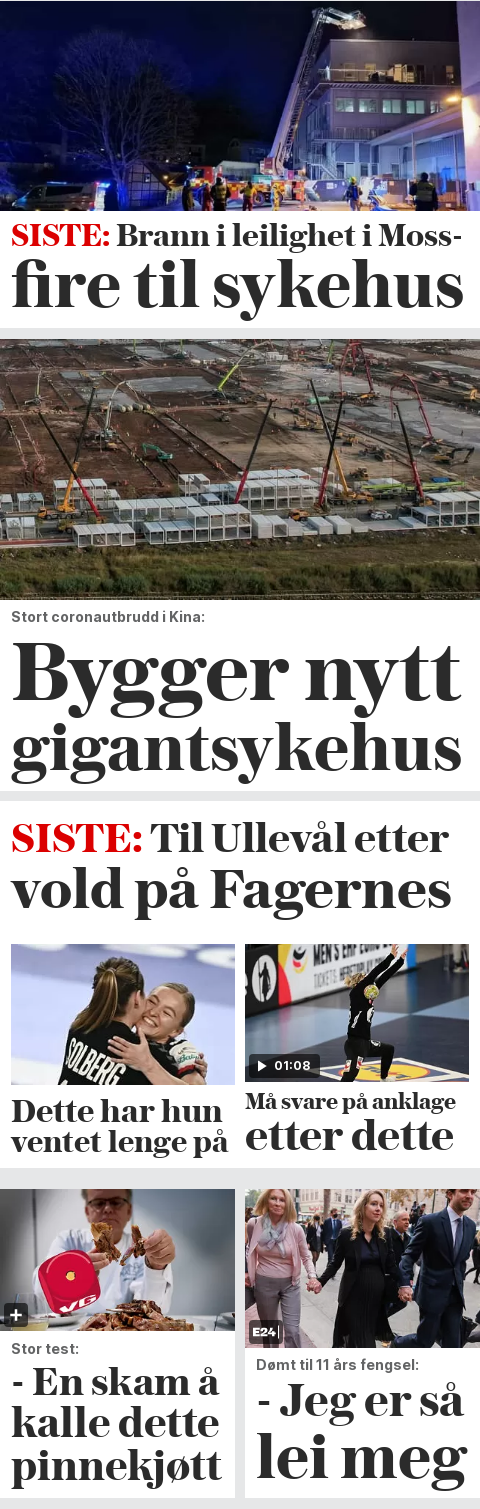 SISTE: Brann i leilighet i Moss-
fire til sykehus
Stort coronautbrudd i Kina:
Bygger nytt
gigantsykehus
SISTE: Til Ullevål etter
vold på Fagernes
SOLBERG
Dette har hun
ventet lenge på
MEN'S EHF EURO
TICKETS:
01:08
Må svare på anklage
etter dette
VG
Stor test:
- En skam å
kalle dette
pinnekjøtt
E24
Dømt til 11 års fengsel:
- Jeg er så
lei meg